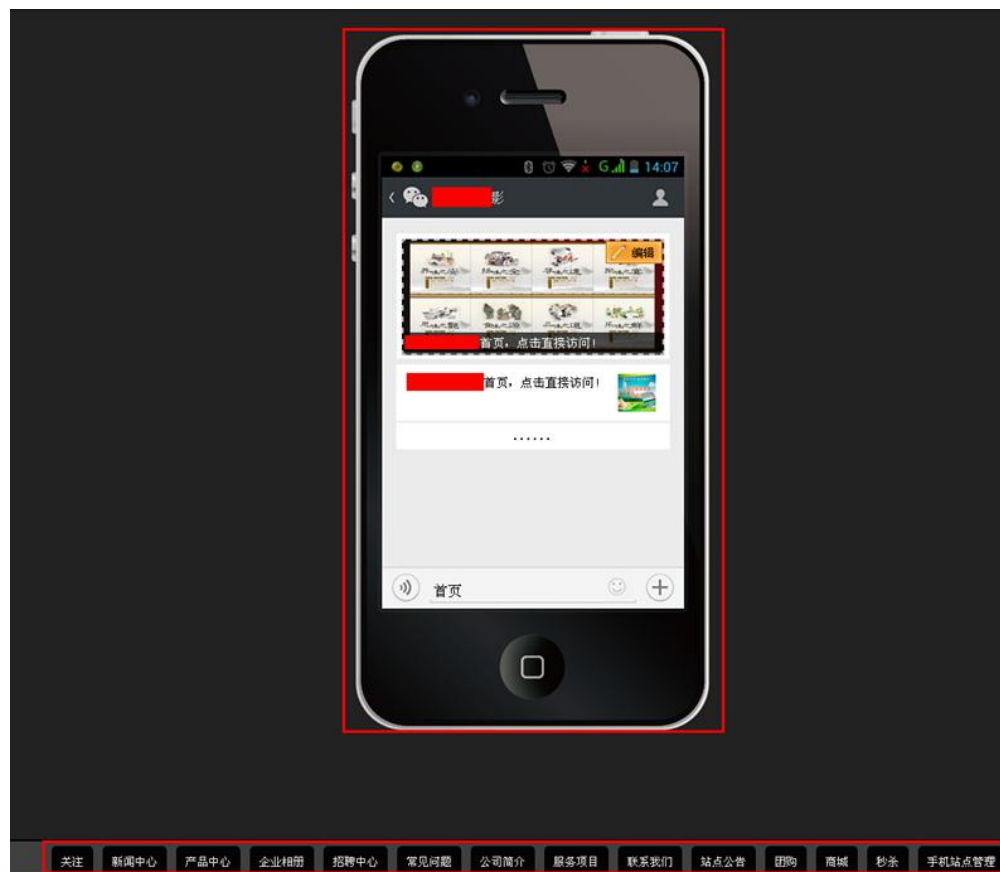 G 14:07
影
编辑
首页，点击直接访问！
首页，点击直接访问！
······
首页
关注 新闻中心 产品中心 企业相册 招聘中心 常见问题 公司简介 服务项目 联系我们 站点公告 团购 商城 秒杀 手机站点管理